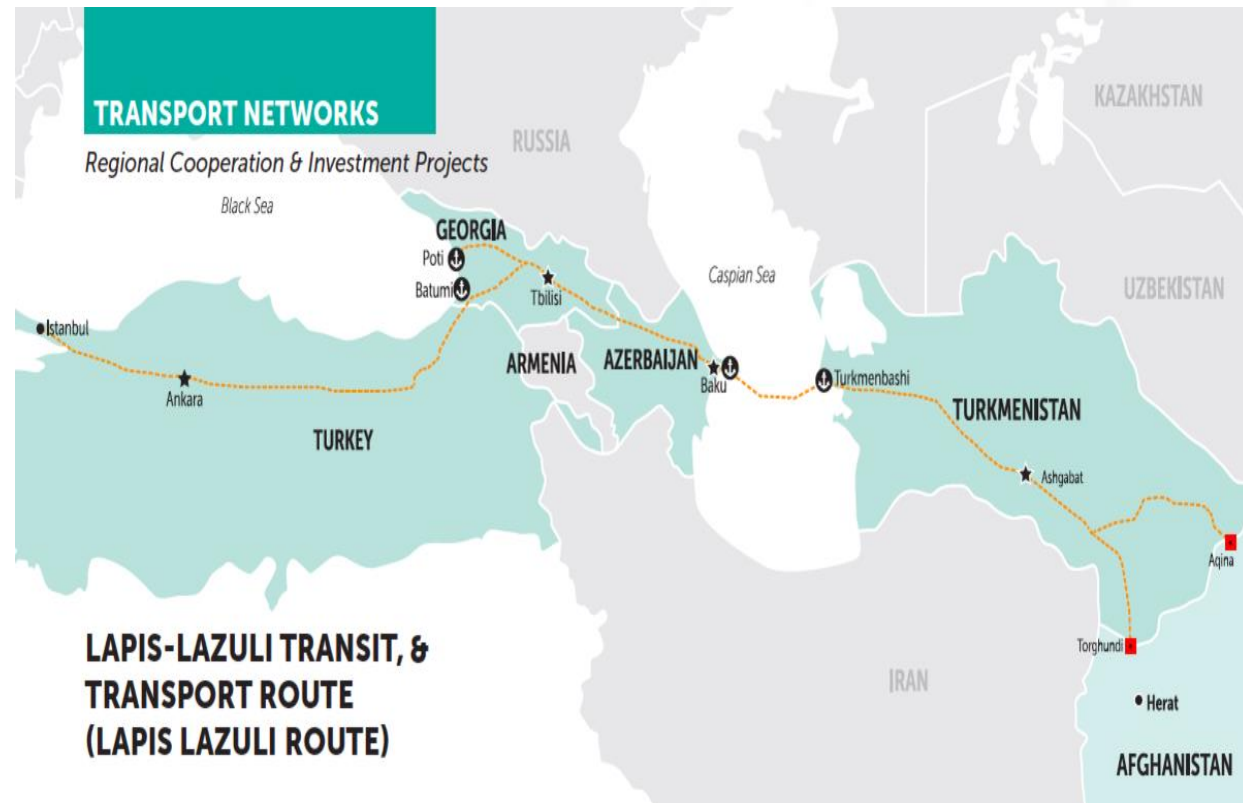 TRANSPORT NETWORKS
Regional Cooperation & Investment Projects
RUSSIA
KAZAKHSTAN
Black Sea
GEORGIA
Poti
Batumi
Tbilisi
Caspian Sea
UZBEKISTAN
Istanbul
Ankara
ARMENIA
AZERBAIJAN
Baku
Turkmenbashi
TURKMENISTAN
TURKEY
Ashgabat
Aqina
LAPIS-LAZULI TRANSIT, &
TRANSPORT ROUTE
(LAPIS LAZULI ROUTE)
Torghundi
IRAN
Herat
AFGHANISTAN